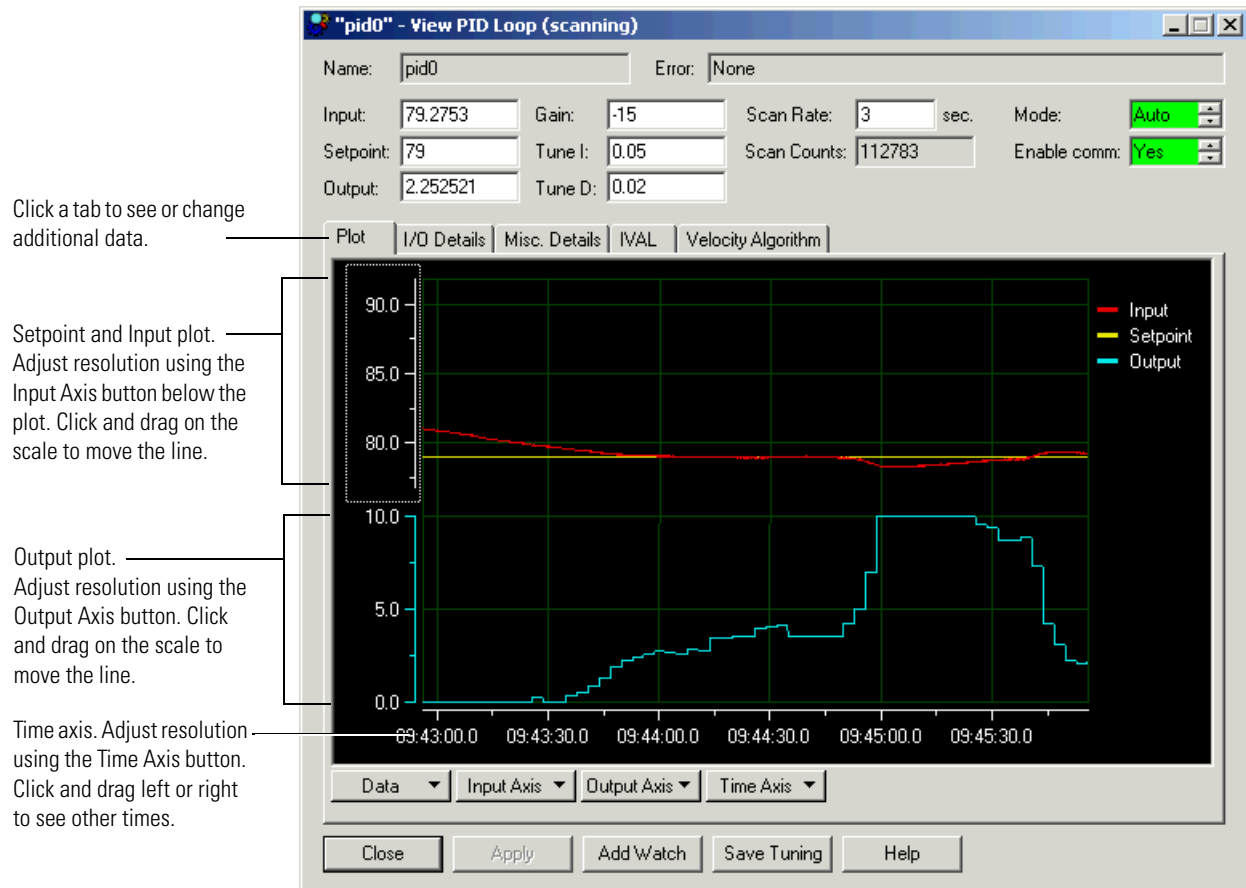 "pid0" - View PID Loop (scanning)
Name: pid0 Error: None
Input: 79.2753 Gain: -15 Scan Rate: 3 sec. Mode: Auto
Setpoint: 79 Tune I: 0.05 Scan Counts: 112783 Enable comm: Yes
Output: 2.252521 Tune D: 0.02
Click a tab to see or change
additional data.
Plot I/O Details Misc. Details IVAL Velocity Algorithm
Setpoint and Input plot.
Adjust resolution using the
Input Axis button below the
plot. Click and drag on the
scale to move the line.
90.0
85.0
80.0
Input
Setpoint
Output
Output plot.
Adjust resolution using the
Output Axis button. Click
and drag on the scale to
move the line.
10.0
5.0
0.0
Time axis. Adjust resolution
using the Time Axis button.
Click and drag left or right
to see other times.
09:43:00.0 09:43:30.0 09:44:00.0 09:44:30.0 09:45:00.0 09:45:30.0
Data Input Axis Output Axis Time Axis
Close Apply Add Watch Save Tuning Help